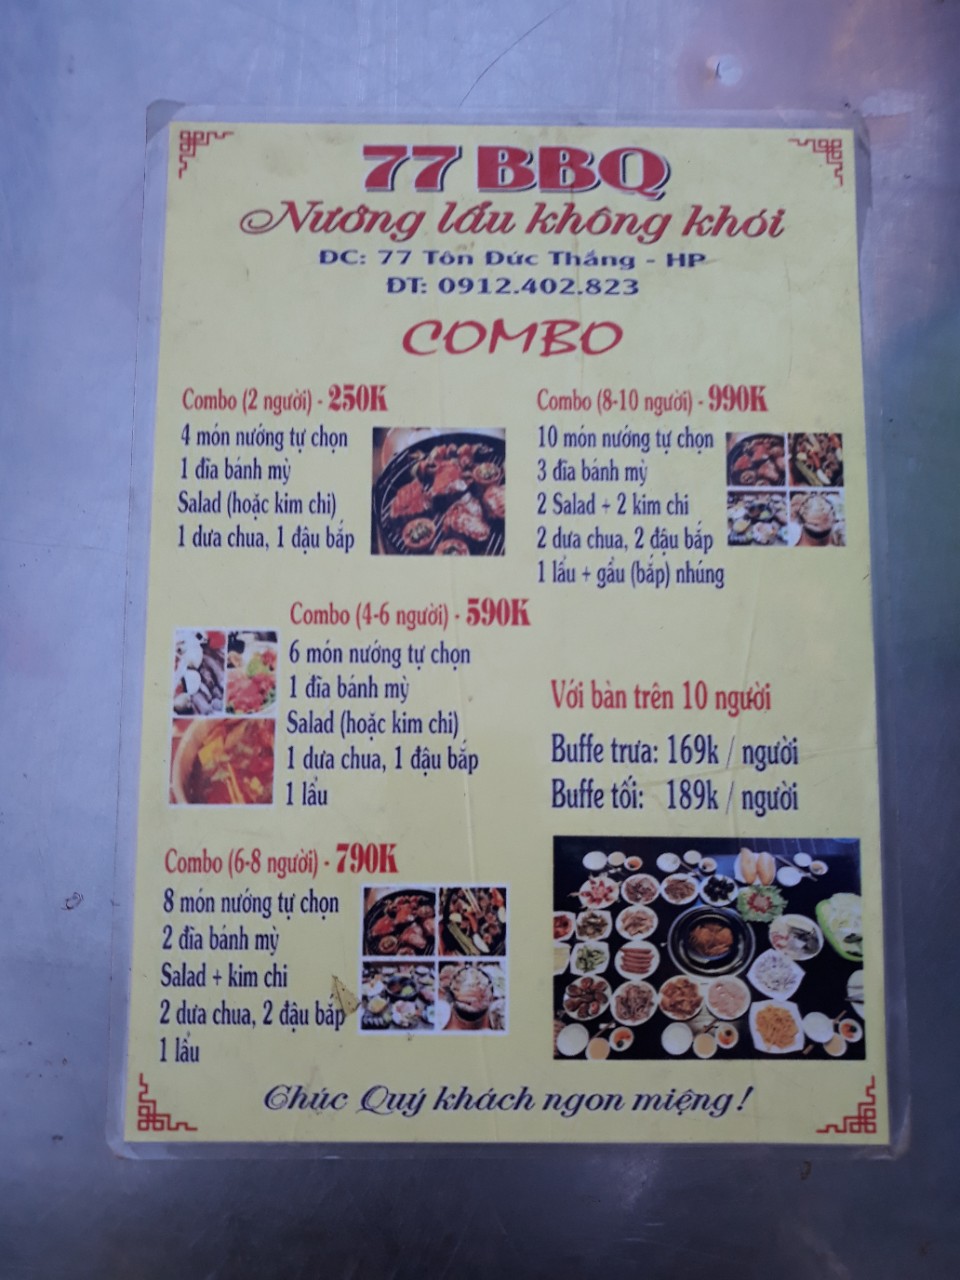 77 BBQ
Nướng lẩu không khói
ĐC: 77 Tôn Đức Thắng - HP
ĐT: 0912.402.823
COMBO
Combo (2 người) - 250K
4 món nướng tự chọn
1 đĩa bánh mỳ
Salad (hoặc kim chi)
1 dưa chua, 1 đậu bắp
Combo (8-10 người) - 990K
10 món nướng tự chọn
3 đĩa bánh mỳ
2 Salad + 2 kim chi
2 dưa chua, 2 đậu bắp
1 lẩu + gầu (bắp) nhúng
Combo (4-6 người) - 590K
6 món nướng tự chọn
1 đĩa bánh mỳ
Salad (hoặc kim chi)
1 dưa chua, 1 đậu bắp
1 lẩu
Với bàn trên 10 người
Buffe trưa: 169k / người
Buffe tối: 189k / người
Combo (6-8 người) - 790K
8 món nướng tự chọn
2 đĩa bánh mỳ
Salad + kim chi
2 dưa chua, 2 đậu bắp
1 lẩu
Chúc Quý khách ngon miệng!